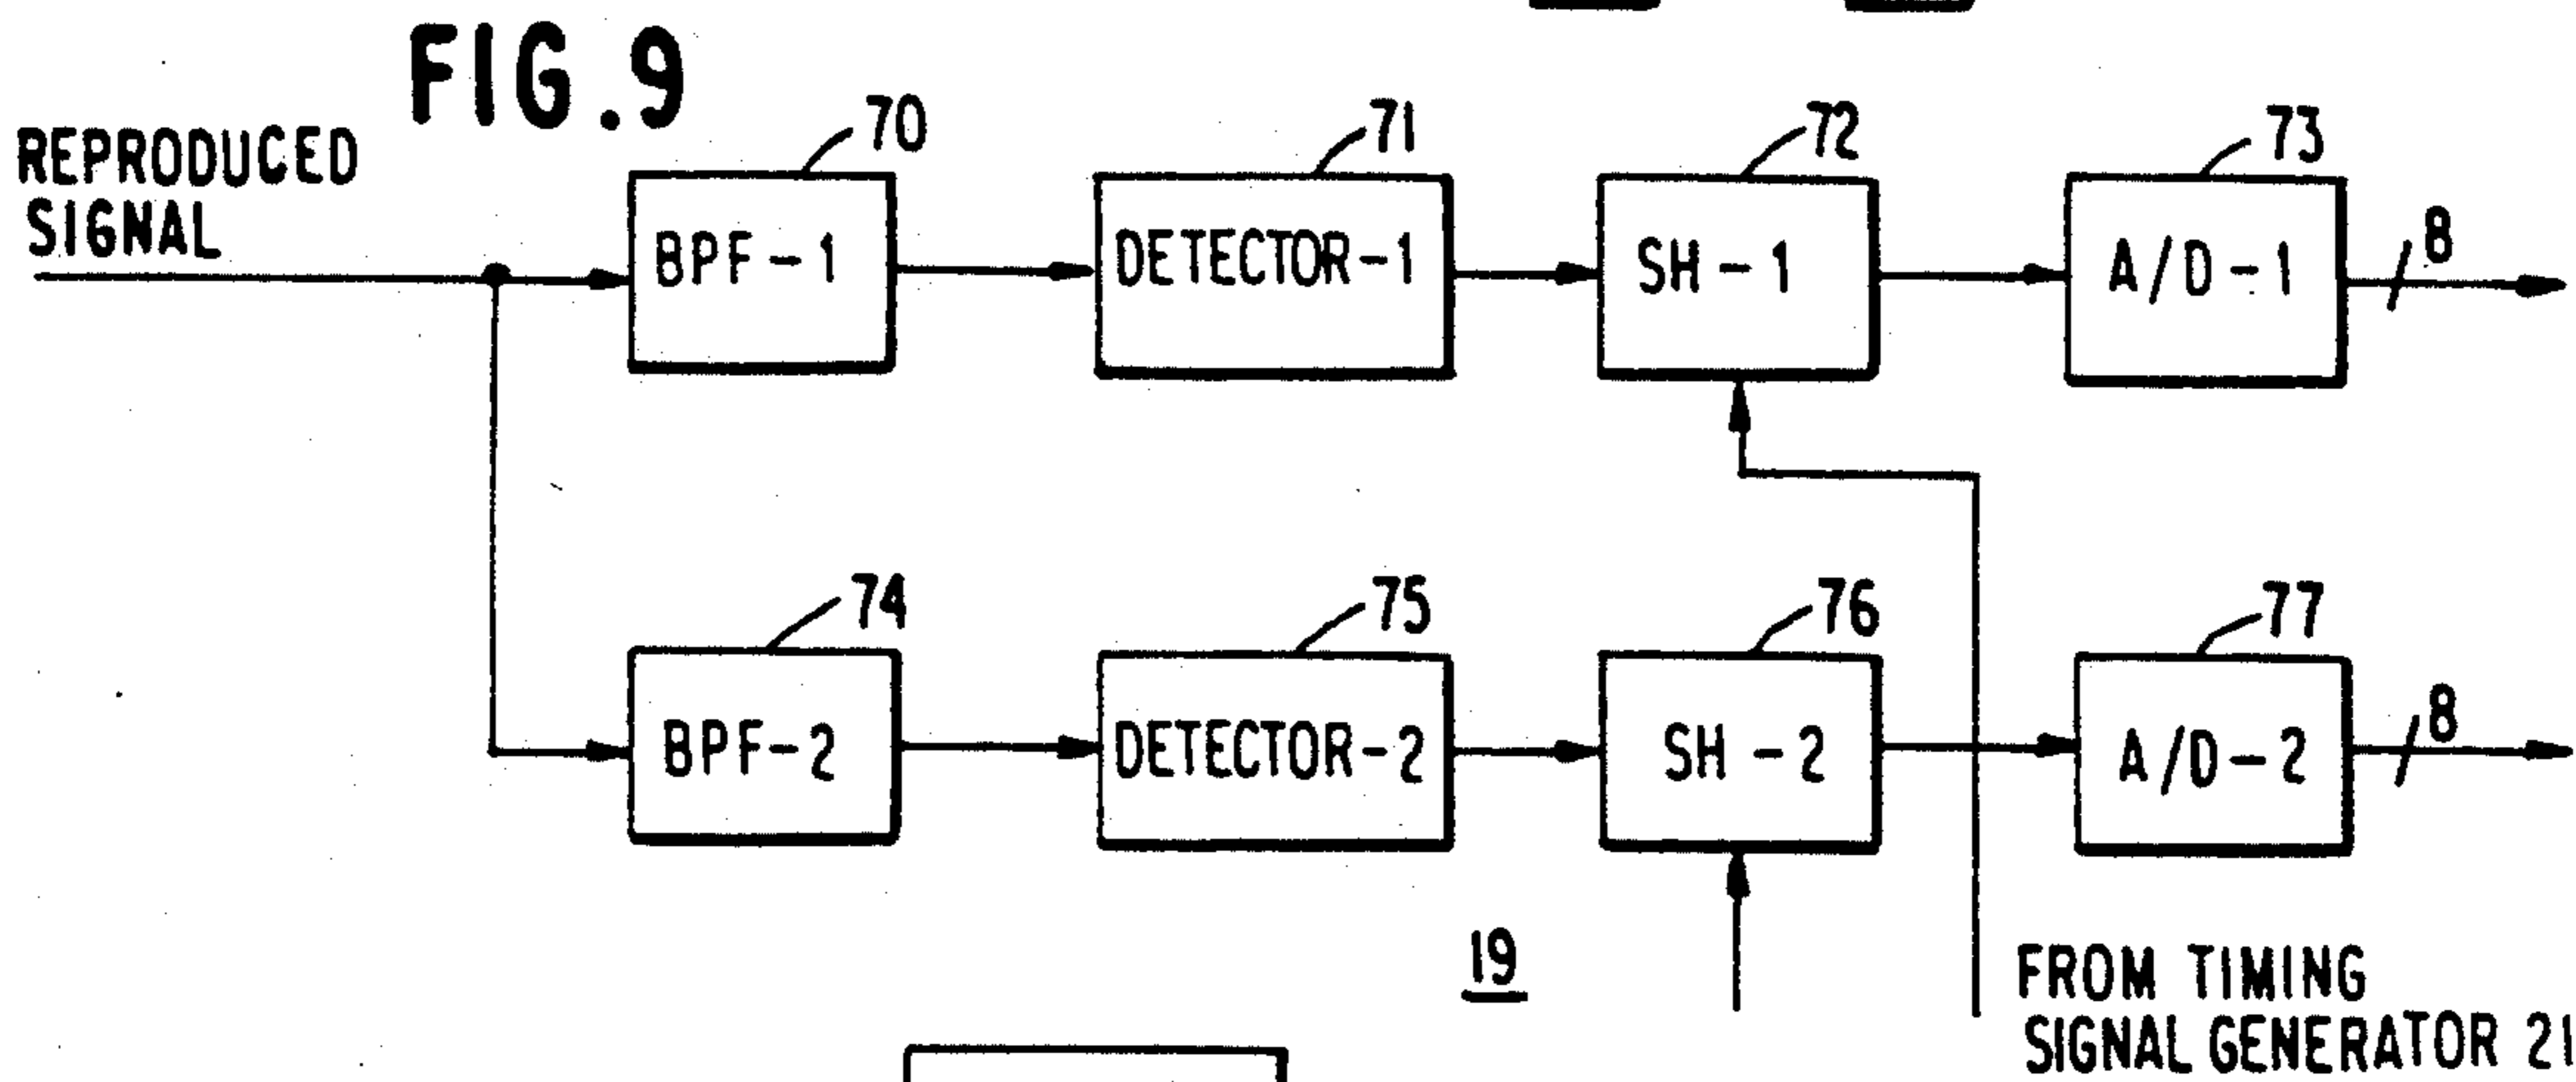 FIG.9
REPRODUCED
SIGNAL
70
71
72
73
BPF-1
DETECTOR-1
SH-1
A/D-1
8
74
75
76
77
BPF-2
DETECTOR-2
SH-2
A/D-2
8
19
FROM TIMING
SIGNAL GENERATOR 21